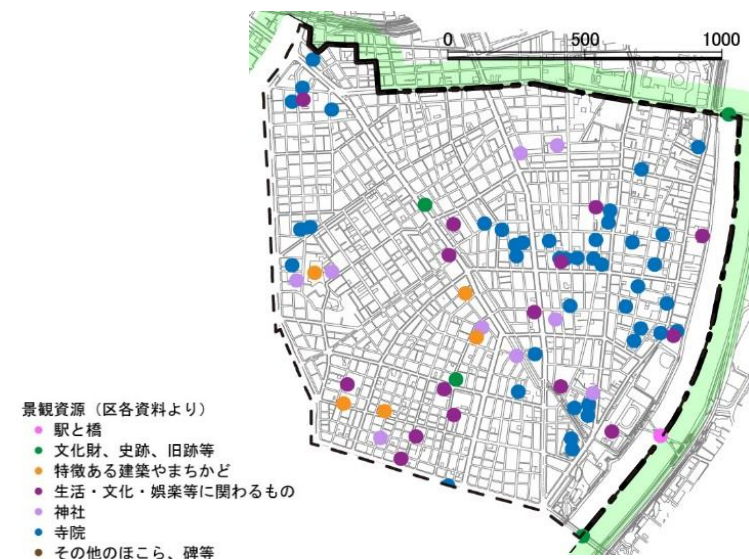 0 500 1000
景観資源（区各資料より）
駅と橋
文化財、史跡、旧跡等
特徴ある建築やまちかど
生活・文化・娯楽等に関わるもの
神社
寺院
その他のほこら、碑等